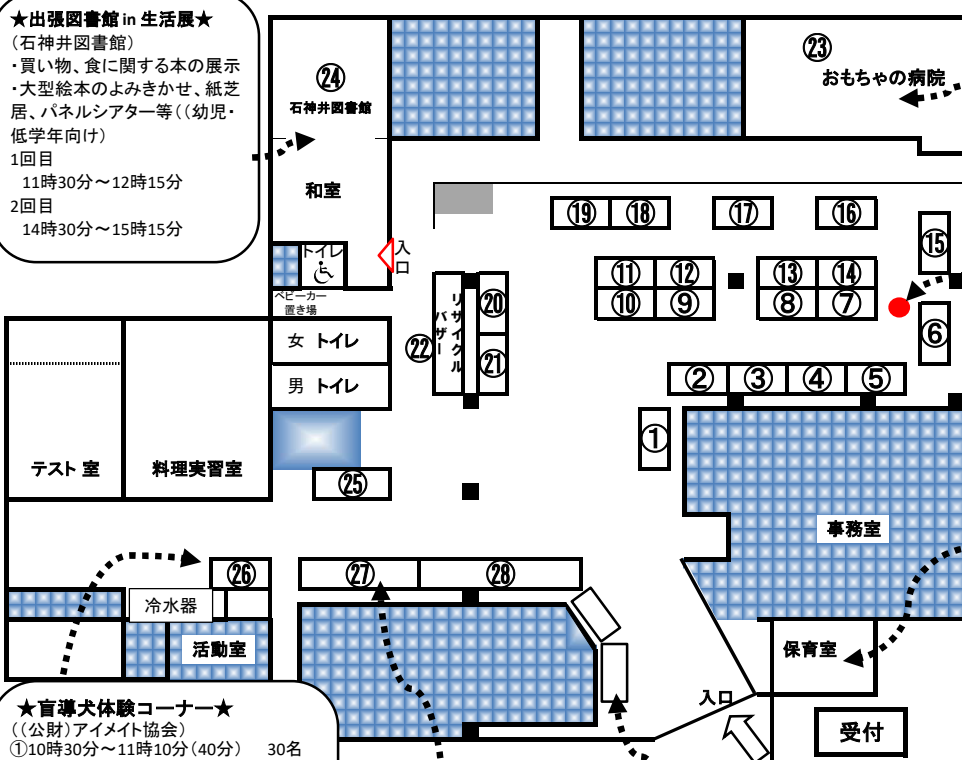 ★出張図書館 in 生活展★
(石神井図書館)
・買い物、食に関する本の展示
・大型絵本のよみきかせ、紙芝
居、パネルシアター等((幼児・
低学年向け)
1回目
11時30分～12時15分
2回目
14時30分～15時15分
㉔
石神井図書館
和室
㉓
おもちゃの病院
⑲ ⑱ ⑰ ⑯
⑮
トイレ
入口
⑪ ⑫ ⑬ ⑭
⑩ ⑨ ⑧ ⑦
ベビーカー
置き場
㉒
リサイクル
バザー
⑳
㉑
⑥
女 トイレ
男 トイレ
② ③ ④ ⑤
①
テスト 室
料理実習室
㉕
事務室
㉖
㉗
㉘
冷水器
活動室
保育室
入口
受付
★盲導犬体験コーナー★
((公財)アイメイト協会)
①10時30分～11時10分(40分) 30名